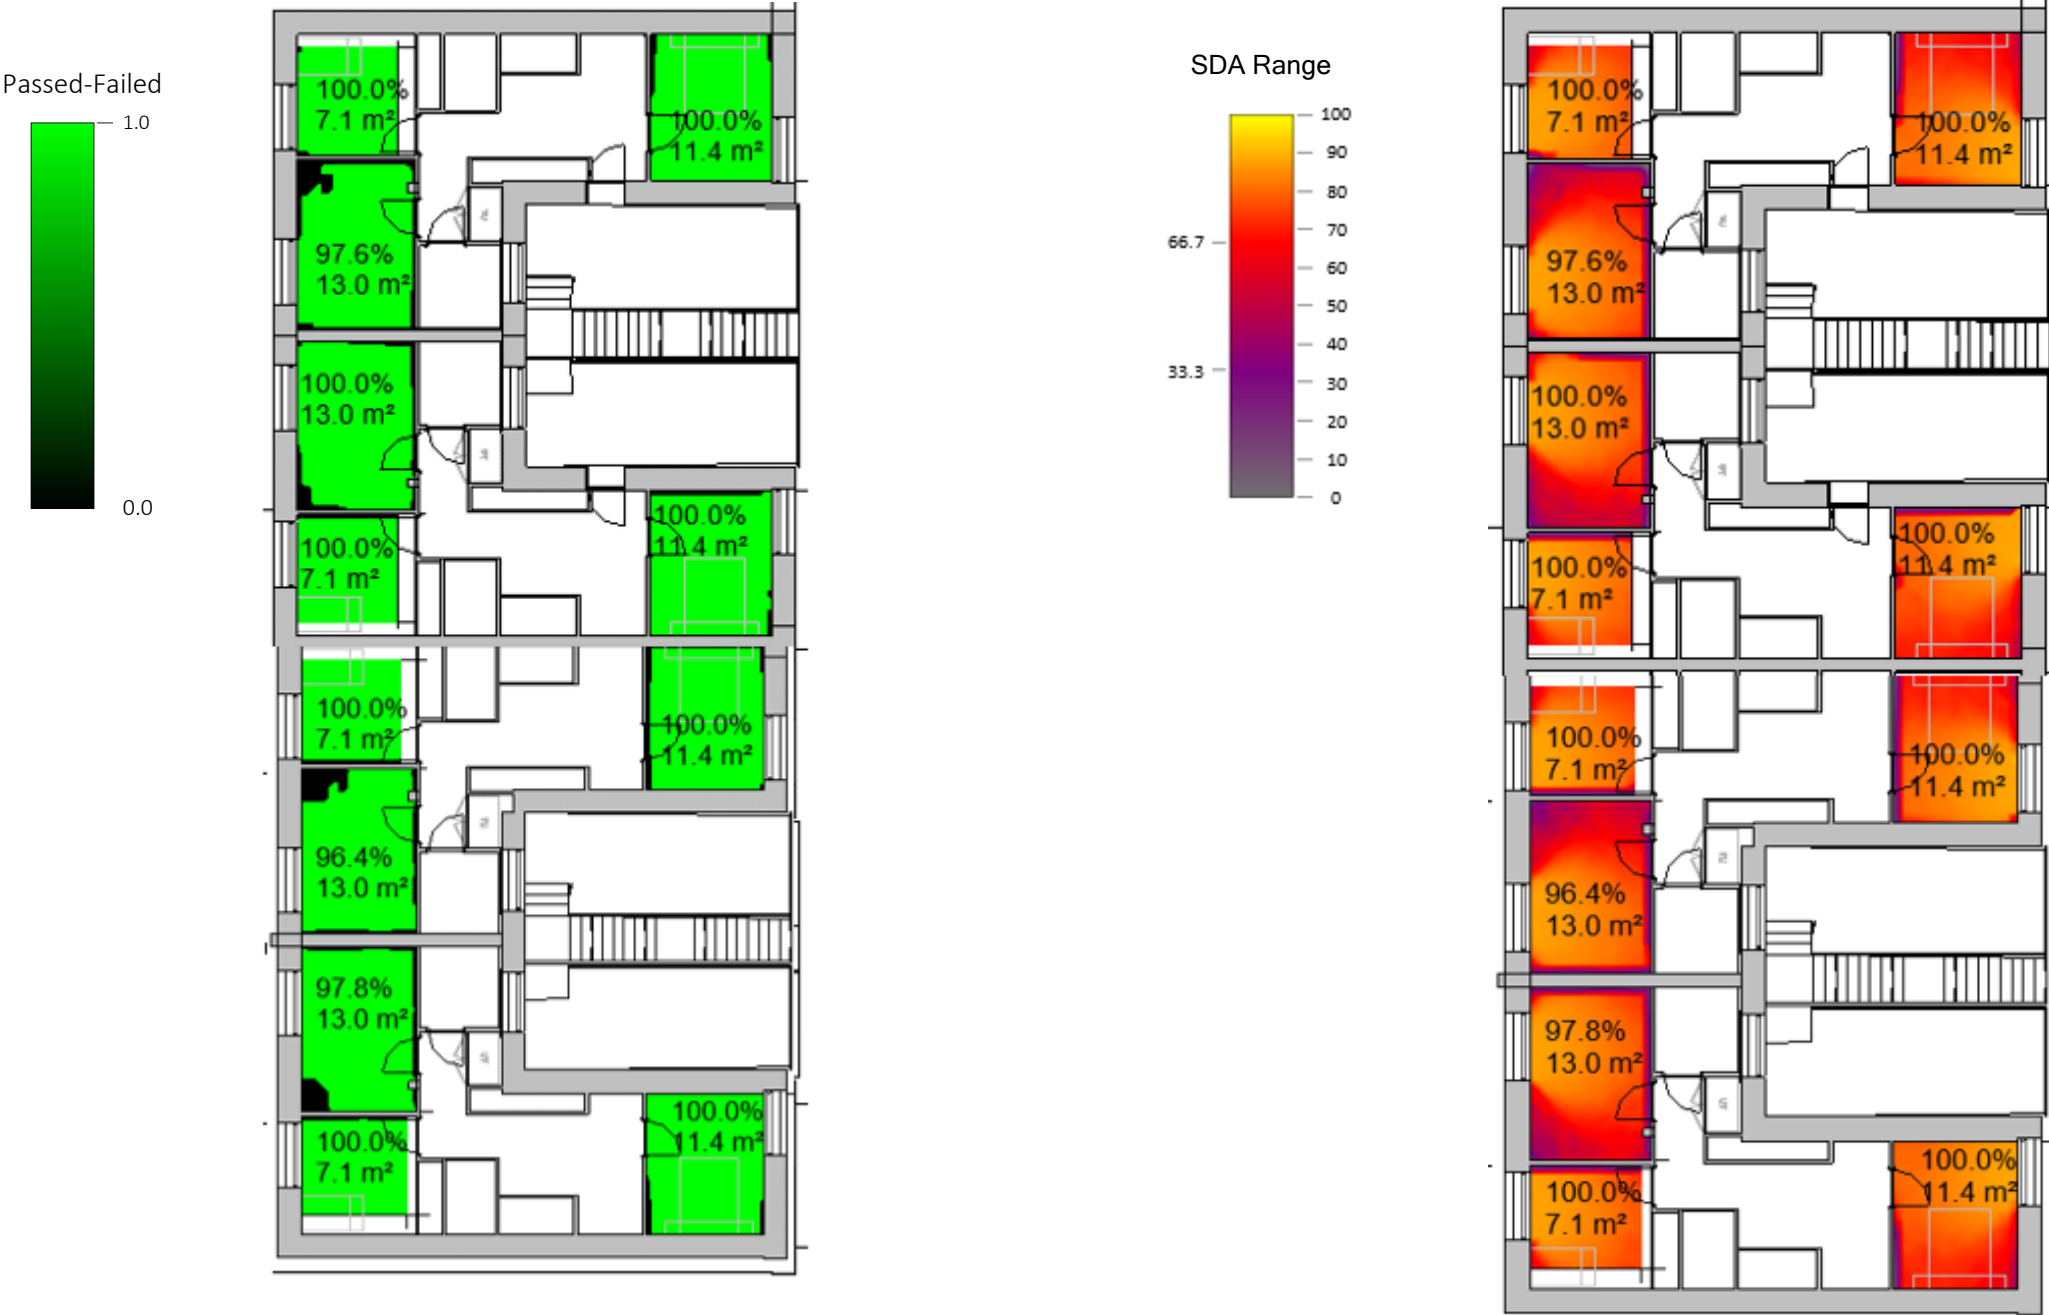 Passed-Failed
1.0
0.0
100.0%
7.1 m²
100.0%
11.4 m²
97.6%
13.0 m²
100.0%
13.0 m²
100.0%
7.1 m²
100.0%
11.4 m²
100.0%
7.1 m²
100.0%
11.4 m²
96.4%
13.0 m²
97.8%
13.0 m²
100.0%
7.1 m²
100.0%
11.4 m²
SDA Range
100
90
80
70
66.7
60
50
40
33.3
30
20
10
0
100.0%
7.1 m²
100.0%
11.4 m²
97.6%
13.0 m²
100.0%
13.0 m²
100.0%
7.1 m²
100.0%
11.4 m²
100.0%
7.1 m²
100.0%
11.4 m²
96.4%
13.0 m²
97.8%
13.0 m²
100.0%
7.1 m²
100.0%
11.4 m²